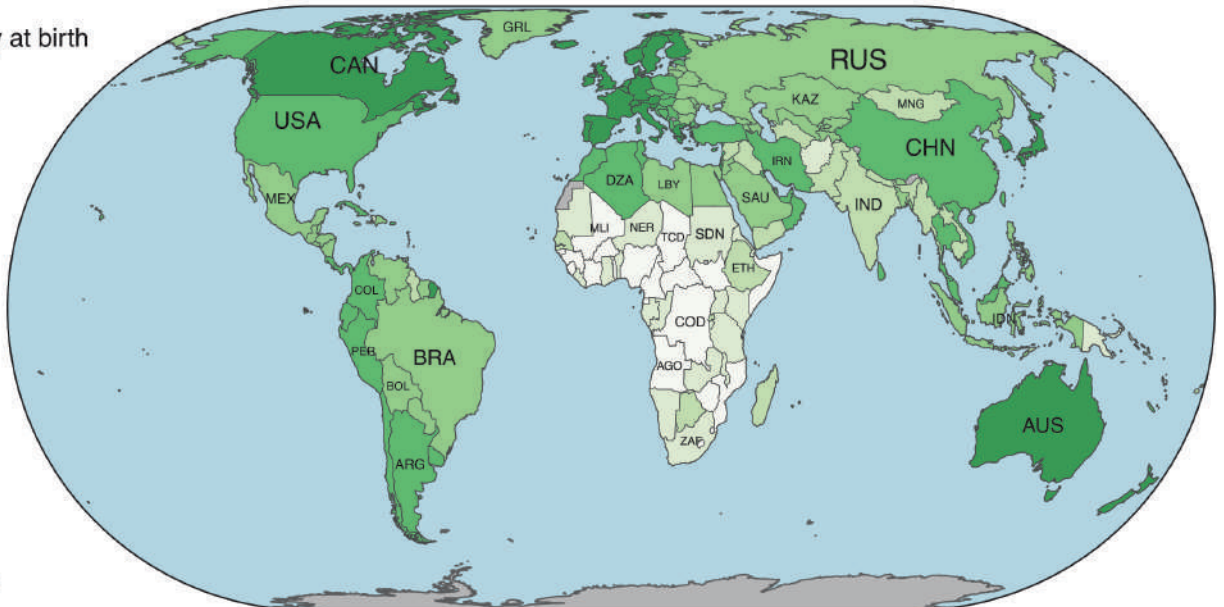 y at birth
GRL
CAN
RUS
KAZ
MNG
USA
CHN
IRN
DZA
LBY
SAU
MEX
IND
MLI
NER
TCD
SDN
ETH
COL
IDN
COD
PER
BRA
AGO
BOL
AUS
ZAF
ARG